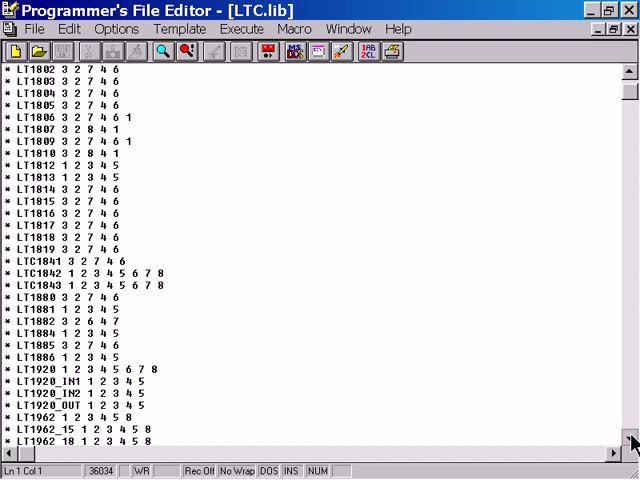 Programmer's File Editor - [LTC.lib]
File Edit Options Template Execute Macro Window Help
* LT1802 3 2 7 4 6
* LT1803 3 2 7 4 6
* LT1804 3 2 7 4 6
* LT1805 3 2 7 4 6
* LT1806 3 2 7 4 6 1
* LT1807 3 2 8 4 1
* LT1809 3 2 7 4 6 1
* LT1810 3 2 8 4 1
* LT1812 1 2 3 4 5
* LT1813 1 2 3 4 5
* LT1814 3 2 7 4 6
* LT1815 3 2 7 4 6
* LT1816 3 2 7 4 6
* LT1817 3 2 7 4 6
* LT1818 3 2 7 4 6
* LT1819 3 2 7 4 6
* LTC1841 3 2 7 4 6
* LTC1842 1 2 3 4 5 6 7 8
* LTC1843 1 2 3 4 5 6 7 8
* LT1880 3 2 7 4 6
* LT1881 1 2 3 4 5
* LT1882 3 2 6 4 7
* LT1884 1 2 3 4 5
* LT1885 3 2 7 4 6
* LT1886 1 2 3 4 5
* LT1920 1 2 3 4 5 6 7 8
* LT1920_IN1 1 2 3 4 5
* LT1920_IN2 1 2 3 4 5
* LT1920_OUT 1 2 3 4 5
* LT1962 1 2 3 4 5 8
* LT1962_15 1 2 3 4 5 8
* LT1962_18 1 2 3 4 5 8
Ln 1 Col 1 36034 WR Rec Off No Wrap DOS INS NUM